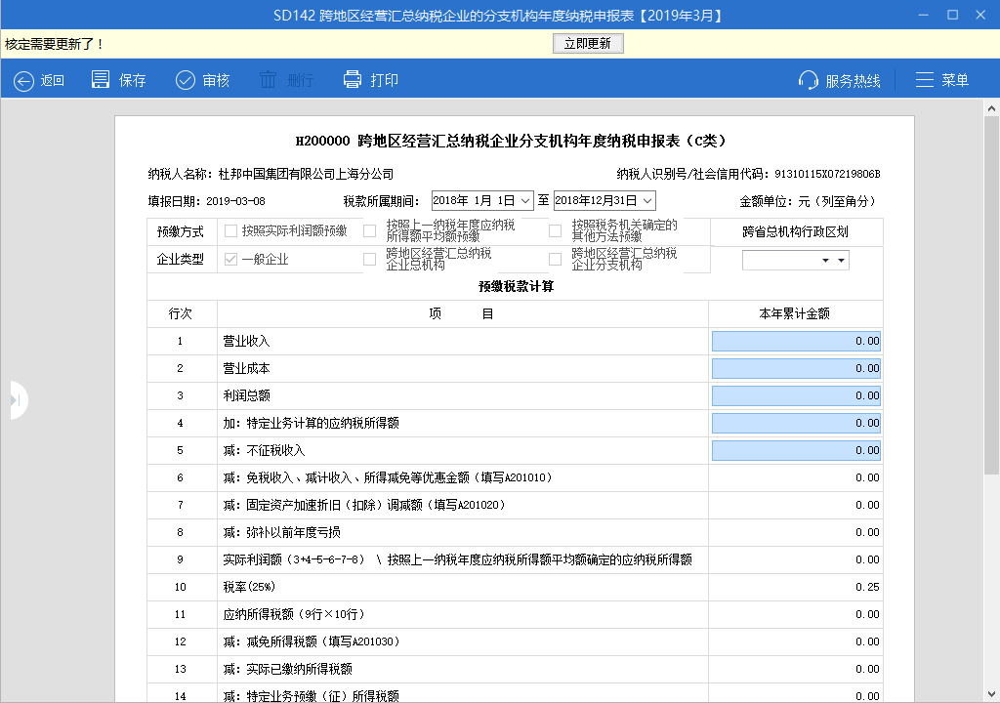 SD142 跨地区经营汇总纳税企业的分支机构年度纳税申报表【2019年3月】
核定需要更新了！ 立即更新
返回 保存 审核 删行 打印 服务热线 菜单
H200000 跨地区经营汇总纳税企业分支机构年度纳税申报表（C类）
纳税人名称: 杜邦中国集团有限公司上海分公司 纳税人识别号/社会信用代码: 91310115X07219806B
填报日期: 2019-03-08 税款所属期间: 2018年 1月 1日 至 2018年12月31日 金额单位: 元（列至角分）
预缴方式 按照实际利润额预缴 按照上一纳税年度应纳税所得额平均额预缴 按照税务机关确定的其他方法预缴 跨省总机构行政区划
企业类型 一般企业 跨地区经营汇总纳税企业总机构 跨地区经营汇总纳税企业分支机构
预缴税款计算
行次 项 目 本年累计金额
1 营业收入 0.00
2 营业成本 0.00
3 利润总额 0.00
4 加: 特定业务计算的应纳税所得额 0.00
5 减: 不征税收入 0.00
6 减: 免税收入、减计收入、所得减免等优惠金额（填写A201010） 0.00
7 减: 固定资产加速折旧（扣除）调减额（填写A201020） 0.00
8 减: 弥补以前年度亏损 0.00
9 实际利润额（3+4-5-6-7-8） \ 按照上一纳税年度应纳税所得额平均额确定的应纳税所得额 0.00
10 税率(25%) 0.25
11 应纳所得税额（9行×10行） 0.00
12 减: 减免所得税额（填写A201030） 0.00
13 减: 实际已缴纳所得税额 0.00
14 减: 特定业务预缴（征）所得税额 0.00